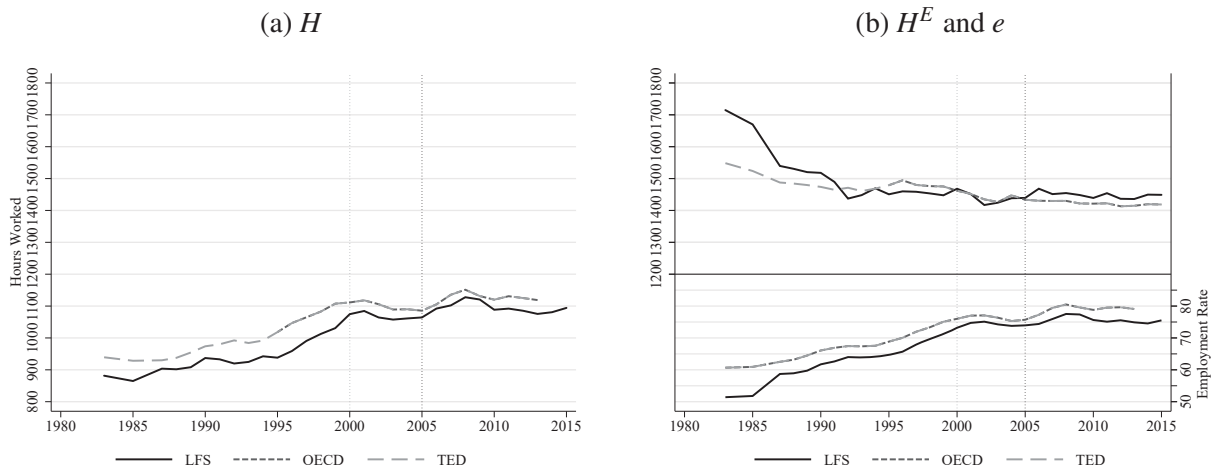 (a) H
Hours Worked
800 900 1000 1100 1200 1300 1400 1500 1600 1700 1800
1980 1985 1990 1995 2000 2005 2010 2015
LFS OECD TED
(b) H^E and e
1200 1300 1400 1500 1600 1700 1800
50 60 70 80
Employment Rate
1980 1985 1990 1995 2000 2005 2010 2015
LFS OECD TED